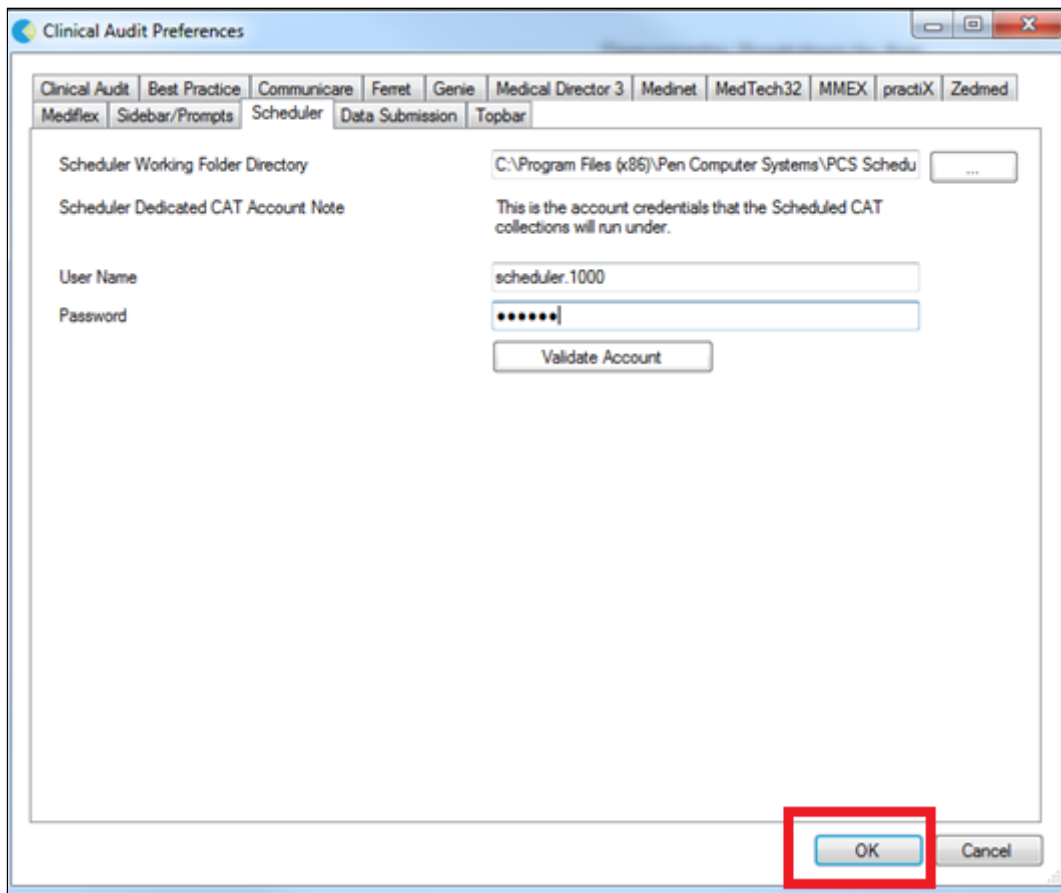 Clinical Audit Preferences
Clinical Audit Best Practice Communicare Ferret Genie Medical Director 3 Medinet MedTech32 MMEX practiX Zedmed
Mediflex Sidebar/Prompts Scheduler Data Submission Topbar
Scheduler Working Folder Directory C:\Program Files (x86)\Pen Computer Systems\PCS Schedu ...
Scheduler Dedicated CAT Account Note This is the account credentials that the Scheduled CAT
collections will run under.
User Name scheduler.1000
Password ●●●●●●
Validate Account
OK Cancel